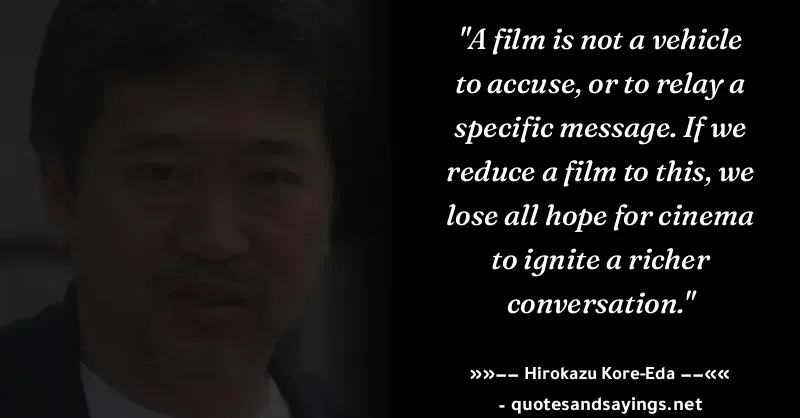 "A film is not a vehicle
to accuse, or to relay a
specific message. If we
reduce a film to this, we
lose all hope for cinema
to ignite a richer
conversation."
»»–– Hirokazu Kore-Eda ––««
- quotesandsayings.net